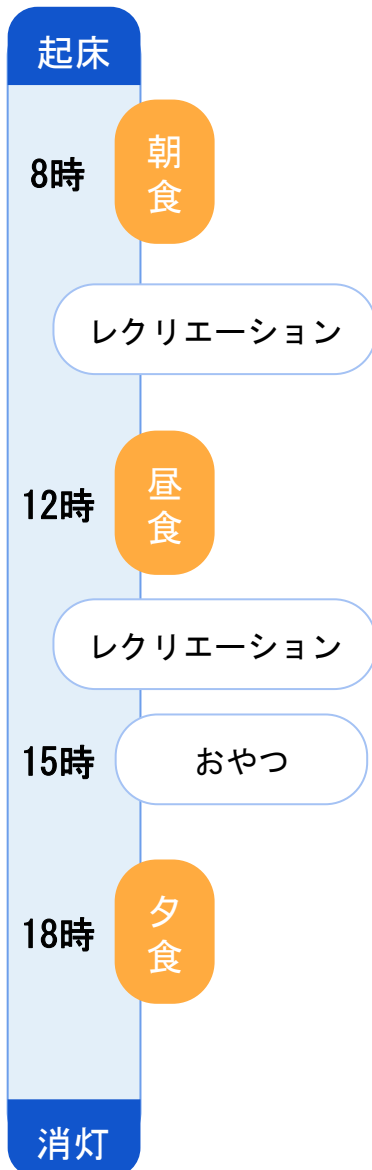 起床
8時
朝食
レクリエーション
12時
昼食
レクリエーション
15時
おやつ
18時
夕食
消灯